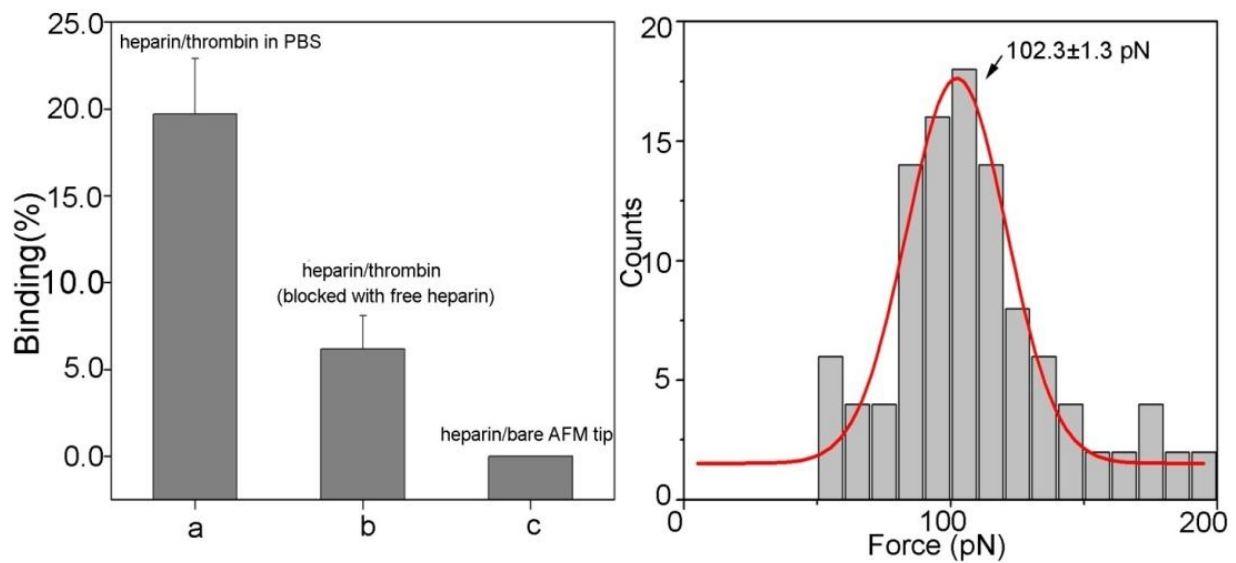 25.0
heparin/thrombin in PBS
20.0
15.0
heparin/thrombin
(blocked with free heparin)
10.0
5.0
heparin/bare AFM tip
0.0
Binding(%)
a b c
20
102.3±1.3 pN
15
10
5
0
Counts
0 100 200
Force (pN)